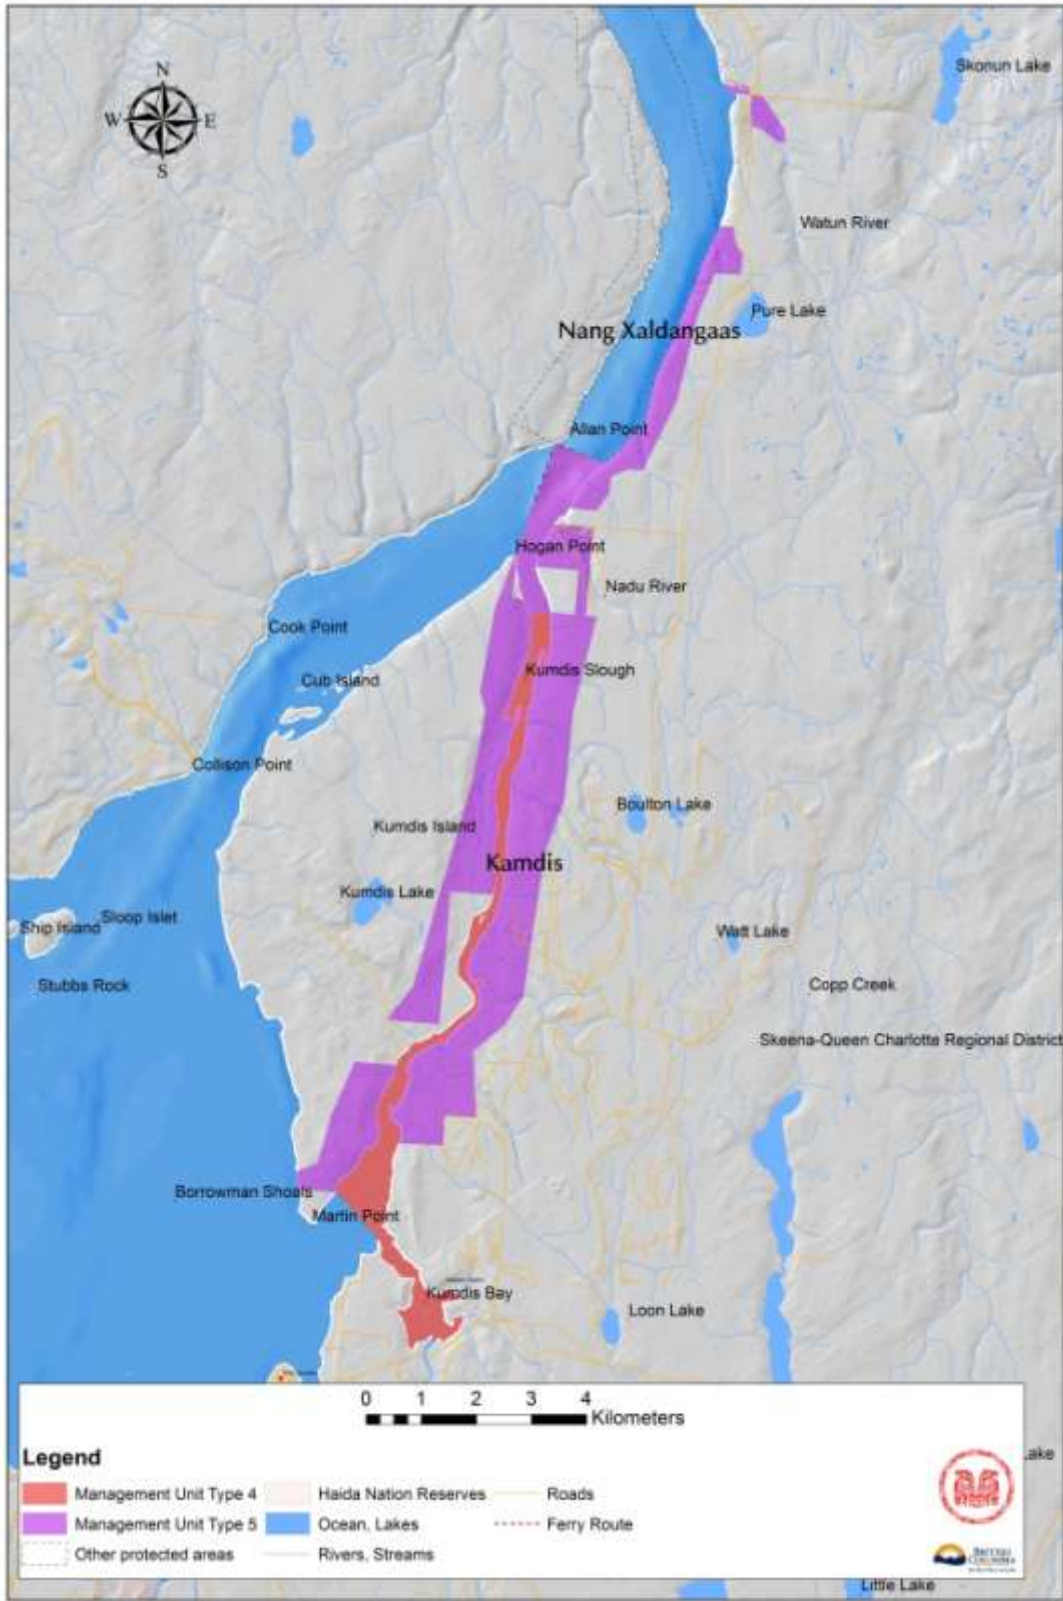 N
W E
S
Skonun Lake
Watun River
Pure Lake
Nang Xaldangaas
Allan Point
Hogan Point
Nadu River
Cook Point
Kumdis Slough
Cub Island
Collison Point
Boulton Lake
Kumdis Island
Kamdis
Kumdis Lake
Ship Island
Sloop Islet
Watt Lake
Stubbs Rock
Copp Creek
Skeena-Queen Charlotte Regional District
Borrowman Shoals
Martin Point
Kumdis Bay
Loon Lake
0 1 2 3 4
Kilometers
Legend
Management Unit Type 4
Haida Nation Reserves
Roads
Management Unit Type 5
Ocean, Lakes
Ferry Route
Other protected areas
Rivers, Streams
BRITISH
COLUMBIA
Little Lake